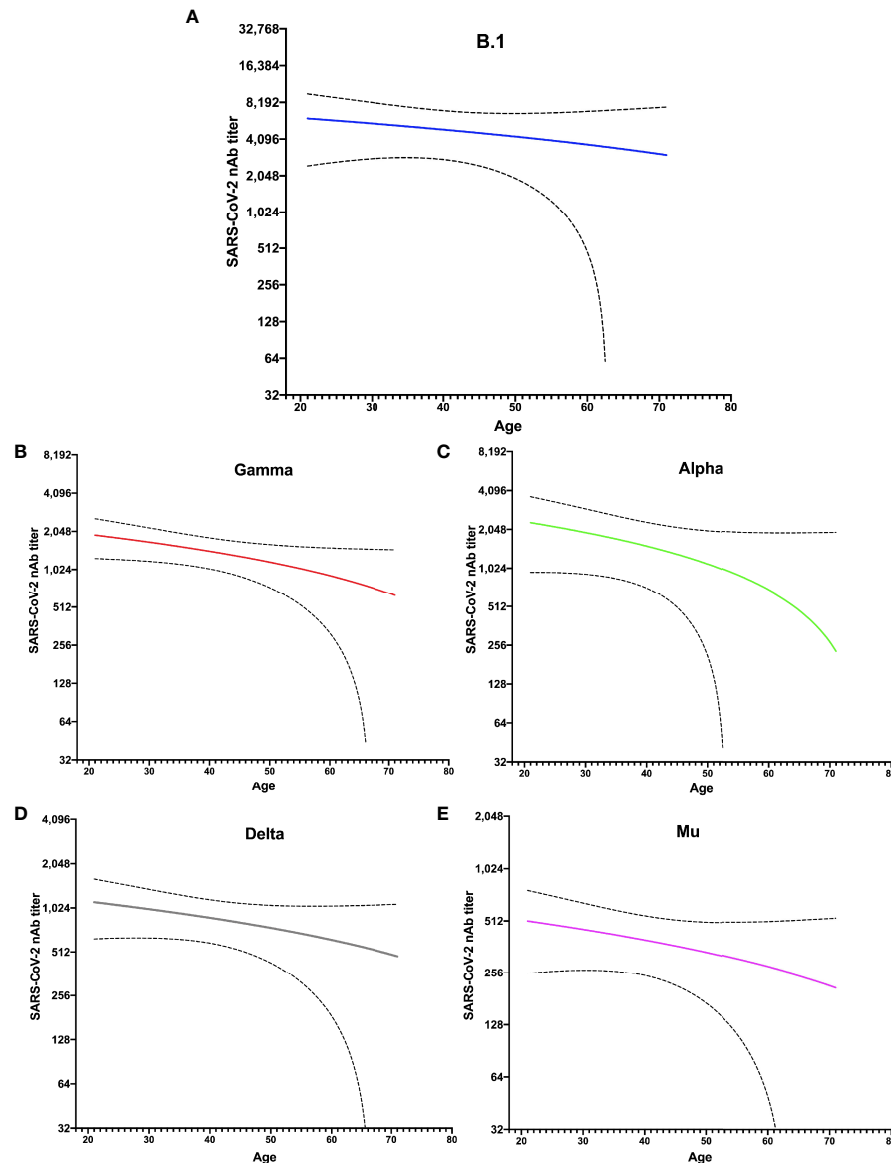 A
B.1
SARS-CoV-2 nAb titer
32,768
16,384
8,192
4,096
2,048
1,024
512
256
128
64
32
20 30 40 50 60 70 80
Age
B
Gamma
SARS-CoV-2 nAb titer
8,192
4,096
2,048
1,024
512
256
128
64
32
20 30 40 50 60 70 80
Age
C
Alpha
SARS-CoV-2 nAb titer
8,192
4,096
2,048
1,024
512
256
128
64
32
20 30 40 50 60 70 8
Age
D
Delta
SARS-CoV-2 nAb titer
4,096
2,048
1,024
512
256
128
64
32
20 30 40 50 60 70 80
Age
E
Mu
SARS-CoV-2 nAb titer
2,048
1,024
512
256
128
64
32
20 30 40 50 60 70 8
Age